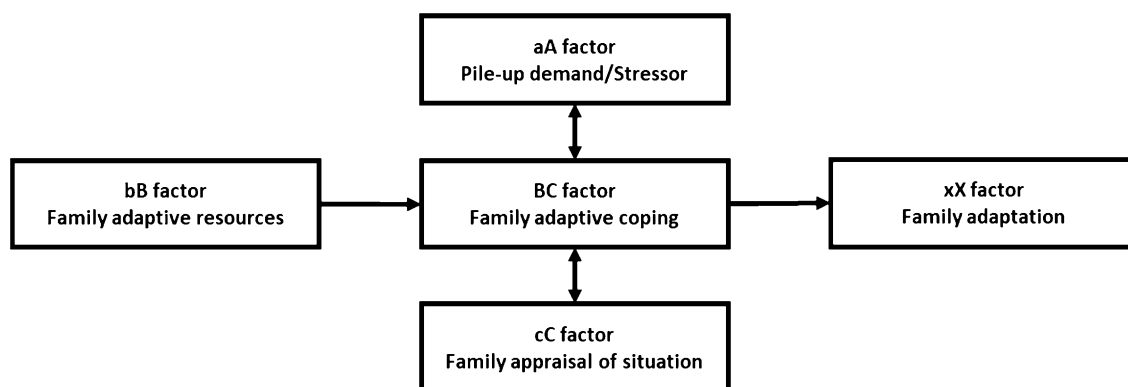 aA factor
Pile-up demand/Stressor
bB factor
Family adaptive resources
BC factor
Family adaptive coping
xX factor
Family adaptation
cC factor
Family appraisal of situation